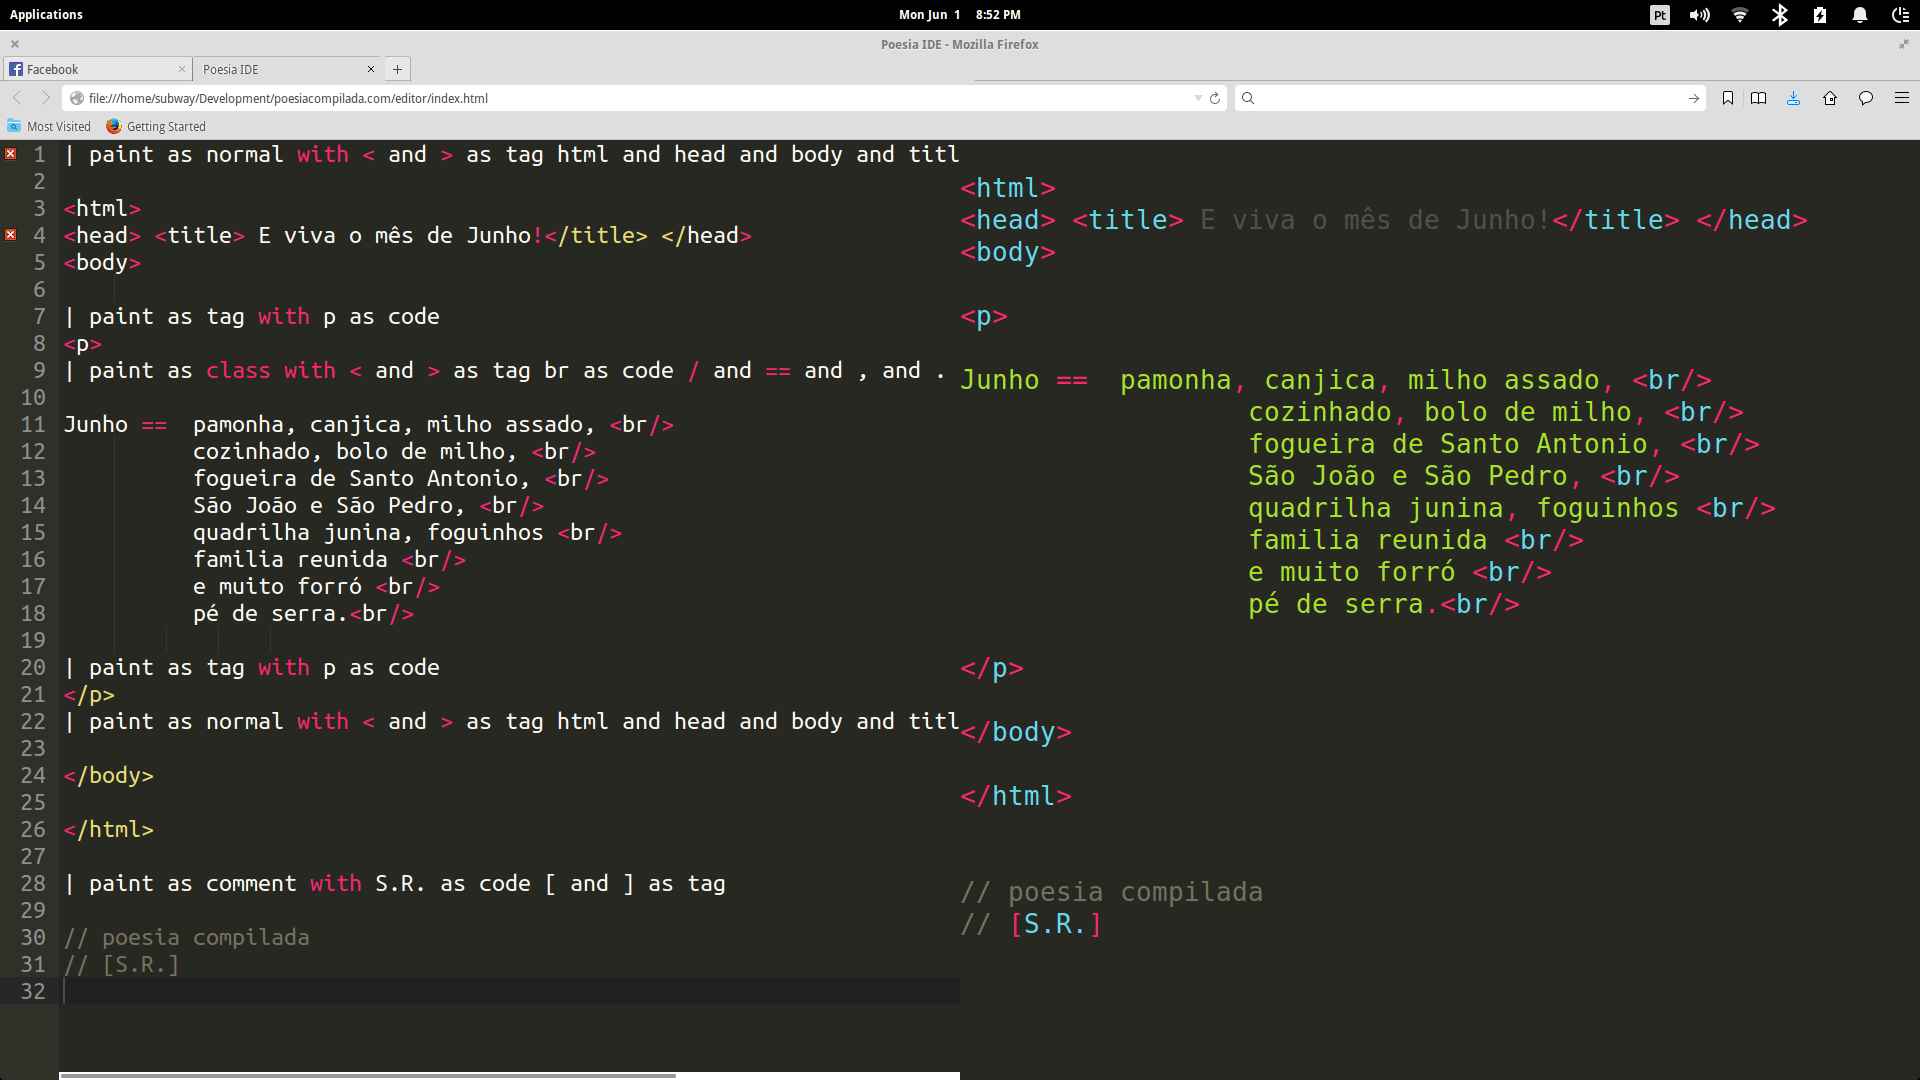 Applications
Mon Jun 1 8:52 PM
Pt
Poesia IDE - Mozilla Firefox
Facebook
Poesia IDE
file:///home/subway/Development/poesiacompilada.com/editor/index.html
Most Visited
Getting Started
1 | paint as normal with < and > as tag html and head and body and titl
2
3 <html>
4 <head> <title> E viva o mês de Junho!</title> </head>
5 <body>
6
7 | paint as tag with p as code
8 <p>
9 | paint as class with < and > as tag br as code / and == and , and .
10
11 Junho ==  pamonha, canjica, milho assado, <br/>
12 cozinhado, bolo de milho, <br/>
13 fogueira de Santo Antonio, <br/>
14 São João e São Pedro, <br/>
15 quadrilha junina, foguinhos <br/>
16 familia reunida <br/>
17 e muito forró <br/>
18 pé de serra.<br/>
19
20 | paint as tag with p as code
21 </p>
22 | paint as normal with < and > as tag html and head and body and titl
23
24 </body>
25
26 </html>
27
28 | paint as comment with S.R. as code [ and ] as tag
29
30 // poesia compilada
31 // [S.R.]
32
<html>
<head> <title> E viva o mês de Junho!</title> </head>
<body>
<p>
Junho ==  pamonha, canjica, milho assado, <br/>
cozinhado, bolo de milho, <br/>
fogueira de Santo Antonio, <br/>
São João e São Pedro, <br/>
quadrilha junina, foguinhos <br/>
familia reunida <br/>
e muito forró <br/>
pé de serra.<br/>
</p>
</body>
</html>
// poesia compilada
// [S.R.]